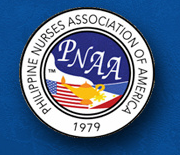 PHILIPPINE NURSES ASSOCIATION OF AMERICA
PNAA
TM
1979